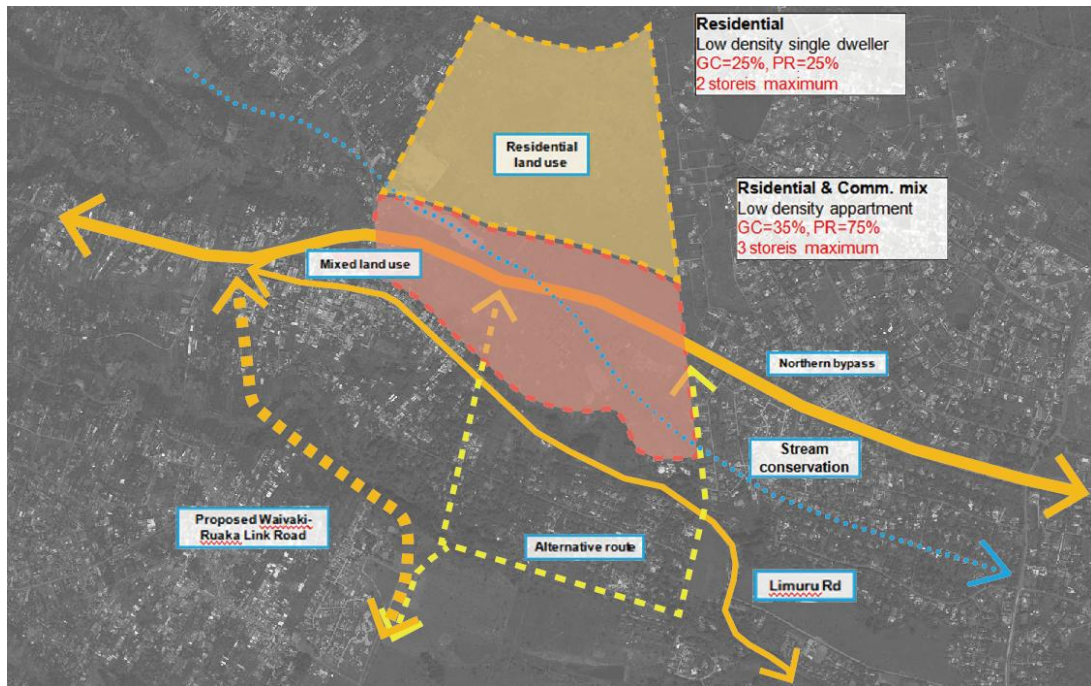 Residential
Low density single dweller
GC=25%, PR=25%
2 storeis maximum
Residential
land use
Rsidential & Comm. mix
Low density appartment
GC=35%, PR=75%
3 storeis maximum
Mixed land use
Northern bypass
Stream
conservation
Proposed Waivaki-
Ruaka Link Road
Alternative route
Limuru Rd